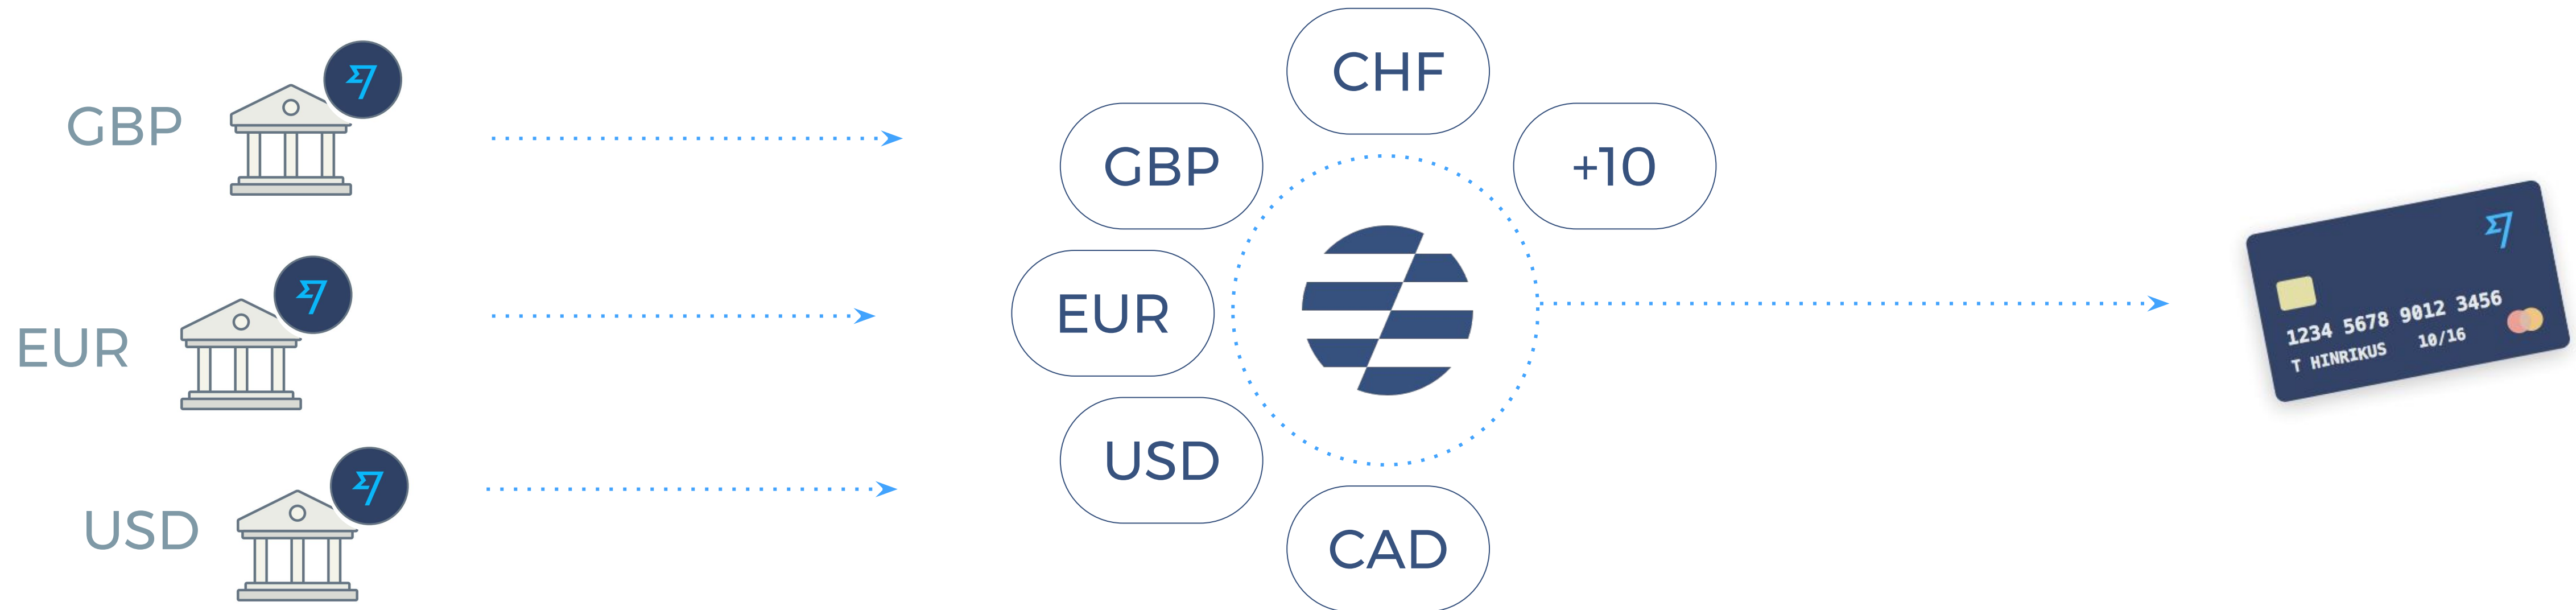 GBP
EUR
USD
CHF
GBP
+10
EUR
USD
CAD
1234 5678 9012 3456
T HINRIKUS 10/16